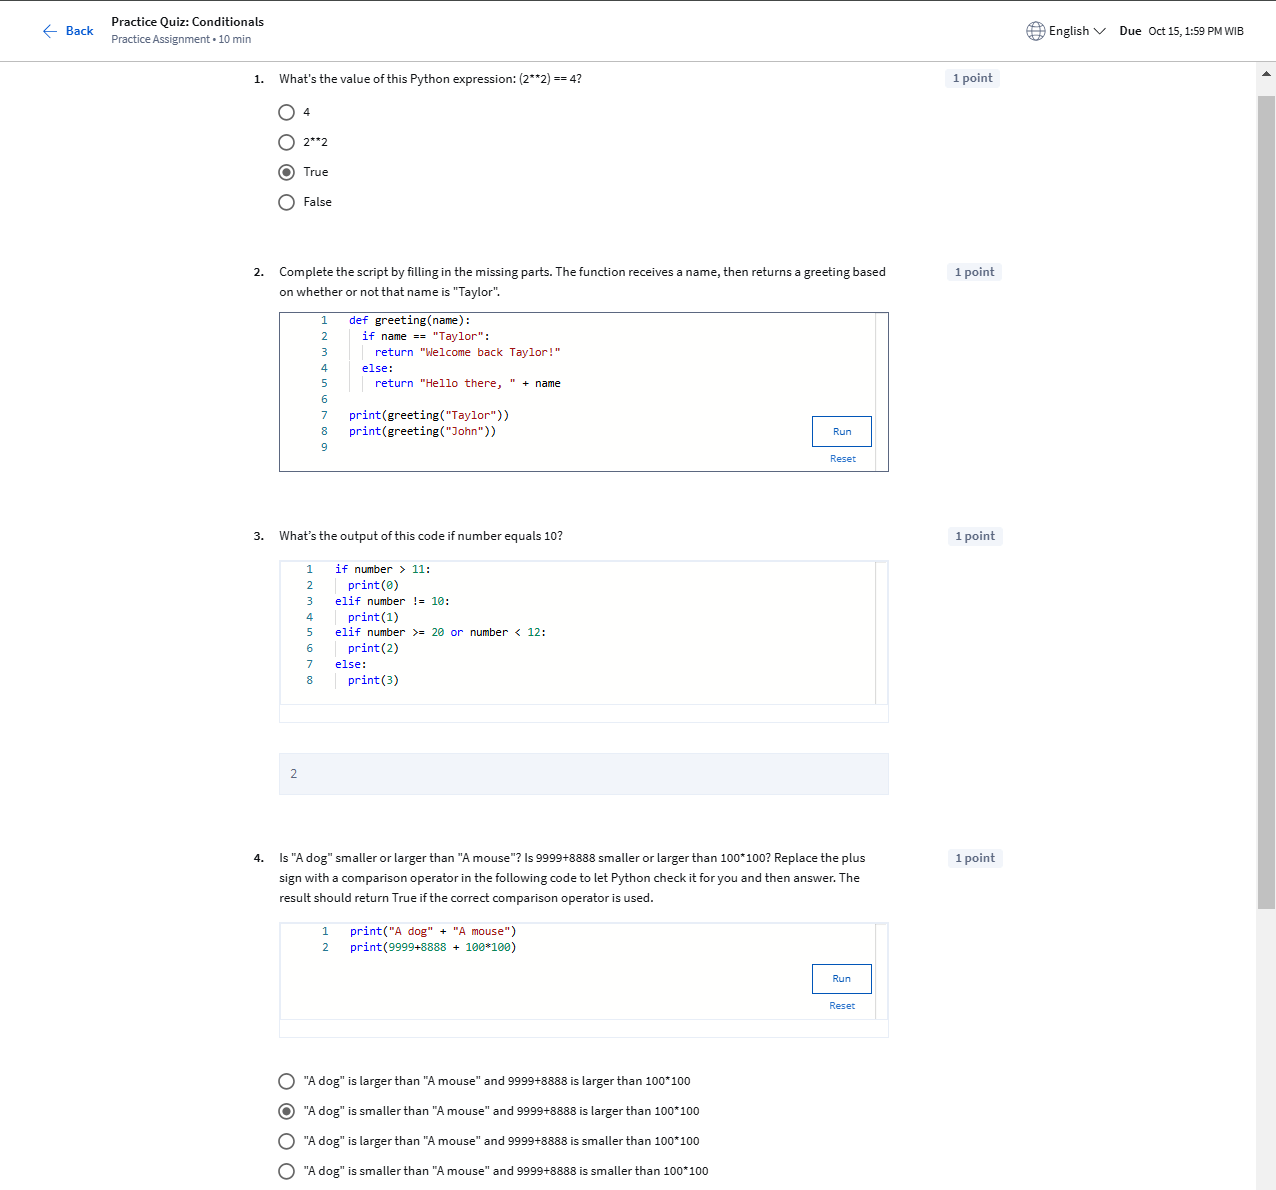 Back
Practice Quiz: Conditionals
Practice Assignment • 10 min
English
Due Oct 15, 1:59 PM WIB
1. What's the value of this Python expression: (2**2) == 4?
1 point
4
2**2
True
False
2. Complete the script by filling in the missing parts. The function receives a name, then returns a greeting based
on whether or not that name is "Taylor".
1 point
1 def greeting(name):
2 if name == "Taylor":
3 return "Welcome back Taylor!"
4 else:
5 return "Hello there, " + name
6
7 print(greeting("Taylor"))
8 print(greeting("John"))
9
Run
Reset
3. What's the output of this code if number equals 10?
1 point
1 if number > 11:
2 print(0)
3 elif number != 10:
4 print(1)
5 elif number >= 20 or number < 12:
6 print(2)
7 else:
8 print(3)
2
4. Is "A dog" smaller or larger than "A mouse"? Is 9999+8888 smaller or larger than 100*100? Replace the plus
sign with a comparison operator in the following code to let Python check it for you and then answer. The
result should return True if the correct comparison operator is used.
1 point
1 print("A dog" + "A mouse")
2 print(9999+8888 + 100*100)
Run
Reset
"A dog" is larger than "A mouse" and 9999+8888 is larger than 100*100
"A dog" is smaller than "A mouse" and 9999+8888 is larger than 100*100
"A dog" is larger than "A mouse" and 9999+8888 is smaller than 100*100
"A dog" is smaller than "A mouse" and 9999+8888 is smaller than 100*100